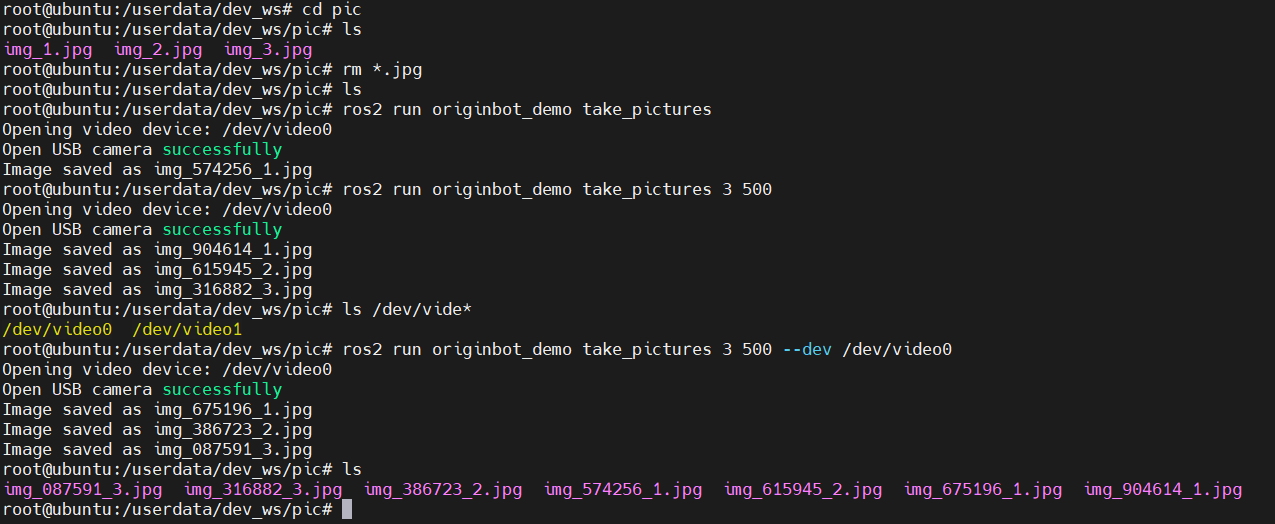 root@ubuntu:/userdata/dev_ws# cd pic
root@ubuntu:/userdata/dev_ws/pic# ls
img_1.jpg  img_2.jpg  img_3.jpg
root@ubuntu:/userdata/dev_ws/pic# rm *.jpg
root@ubuntu:/userdata/dev_ws/pic# ls
root@ubuntu:/userdata/dev_ws/pic# ros2 run originbot_demo take_pictures
Opening video device: /dev/video0
Open USB camera successfully
Image saved as img_574256_1.jpg
root@ubuntu:/userdata/dev_ws/pic# ros2 run originbot_demo take_pictures 3 500
Opening video device: /dev/video0
Open USB camera successfully
Image saved as img_904614_1.jpg
Image saved as img_615945_2.jpg
Image saved as img_316882_3.jpg
root@ubuntu:/userdata/dev_ws/pic# ls /dev/vide*
/dev/video0  /dev/video1
root@ubuntu:/userdata/dev_ws/pic# ros2 run originbot_demo take_pictures 3 500 --dev /dev/video0
Opening video device: /dev/video0
Open USB camera successfully
Image saved as img_675196_1.jpg
Image saved as img_386723_2.jpg
Image saved as img_087591_3.jpg
root@ubuntu:/userdata/dev_ws/pic# ls
img_087591_3.jpg  img_316882_3.jpg  img_386723_2.jpg  img_574256_1.jpg  img_615945_2.jpg  img_675196_1.jpg  img_904614_1.jpg
root@ubuntu:/userdata/dev_ws/pic#